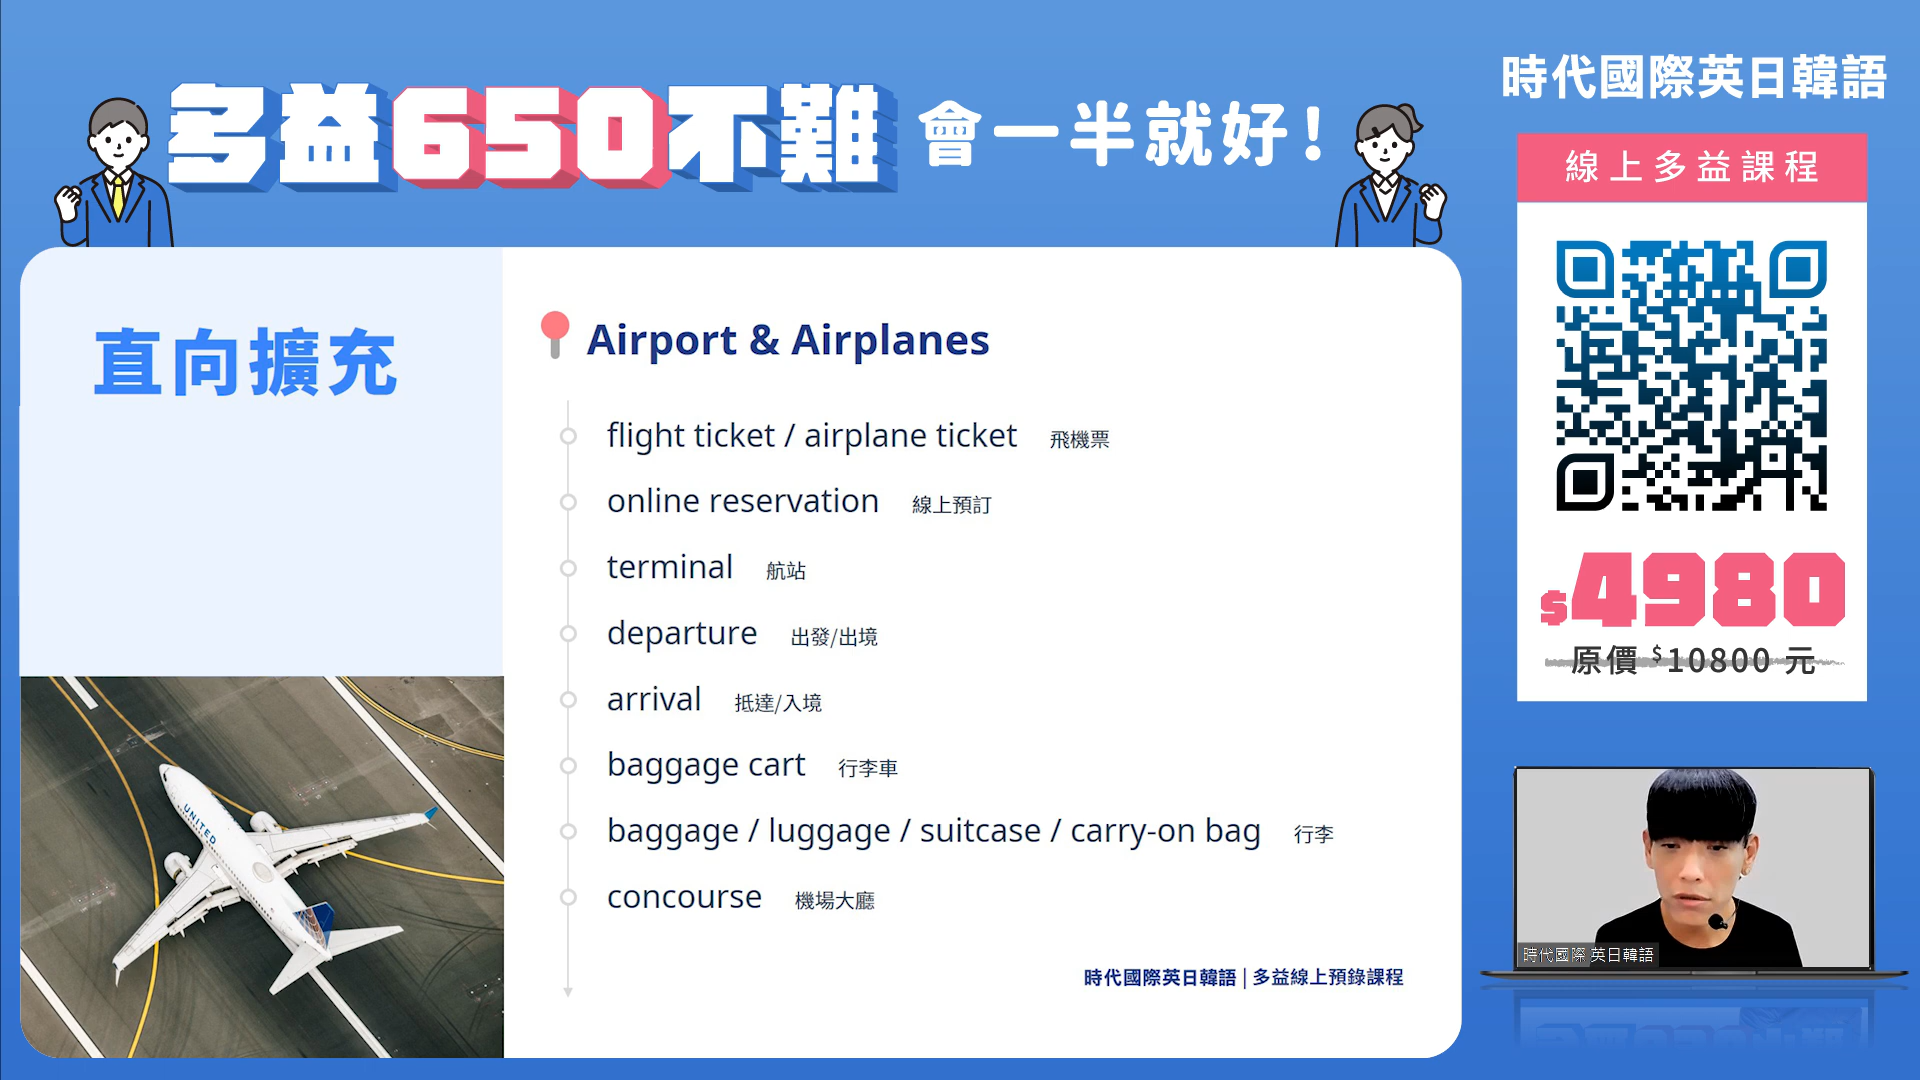 多益650不難 會一半就好！
時代國際英日韓語
線上多益課程
$4980
原價 $10800 元
直向擴充
Airport & Airplanes
flight ticket / airplane ticket 飛機票
online reservation 線上預訂
terminal 航站
departure 出發/出境
arrival 抵達/入境
baggage cart 行李車
baggage / luggage / suitcase / carry-on bag 行李
concourse 機場大廳
時代國際英日韓語 | 多益線上預錄課程
UNITED
時代國際 英日韓語